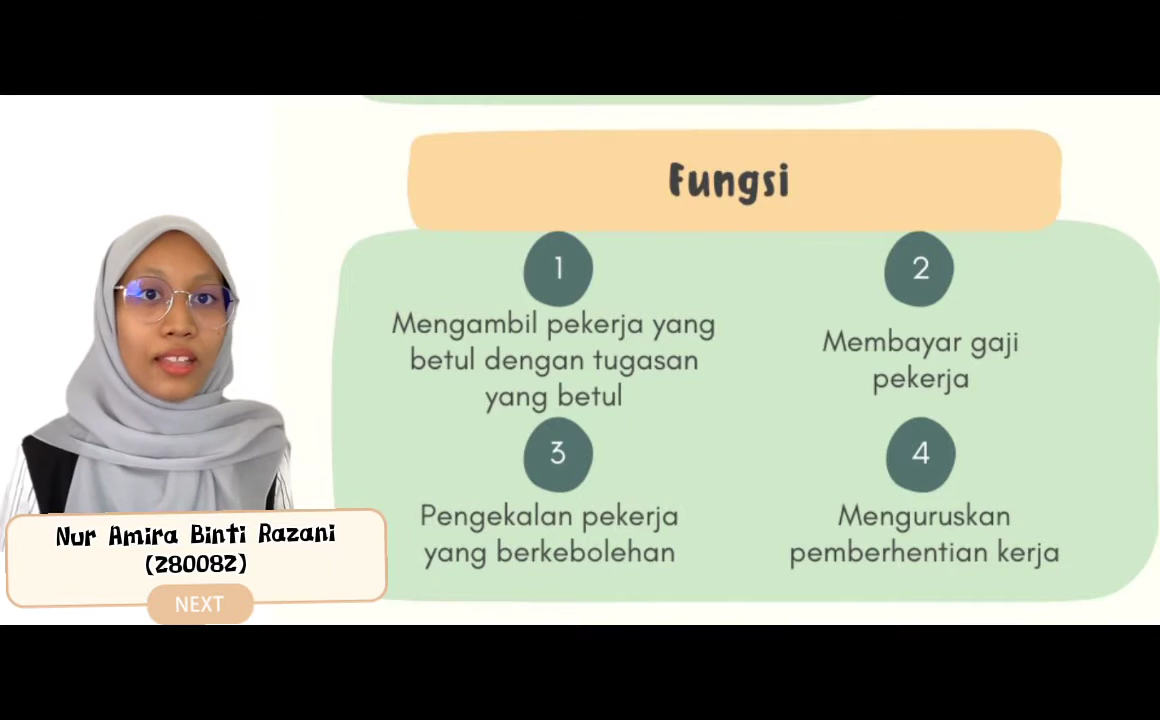 Fungsi
1
Mengambil pekerja yang
betul dengan tugasan
yang betul
2
Membayar gaji
pekerja
3
Pengekalan pekerja
yang berkebolehan
4
Menguruskan
pemberhentian kerja
Nur Amira Binti Razani
(280082)
NEXT